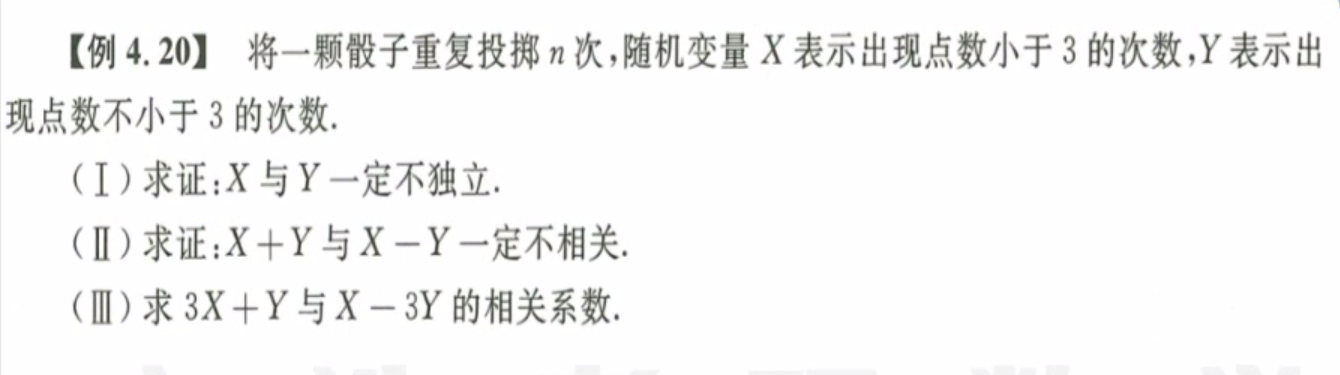 【例 4.20】 将一颗骰子重复投掷 n 次,随机变量 X 表示出现点数小于 3 的次数,Y 表示出
现点数不小于 3 的次数.
(Ⅰ)求证:X 与 Y 一定不独立.
(Ⅱ)求证:X+Y 与 X-Y 一定不相关.
(Ⅲ)求 3X+Y 与 X-3Y 的相关系数.